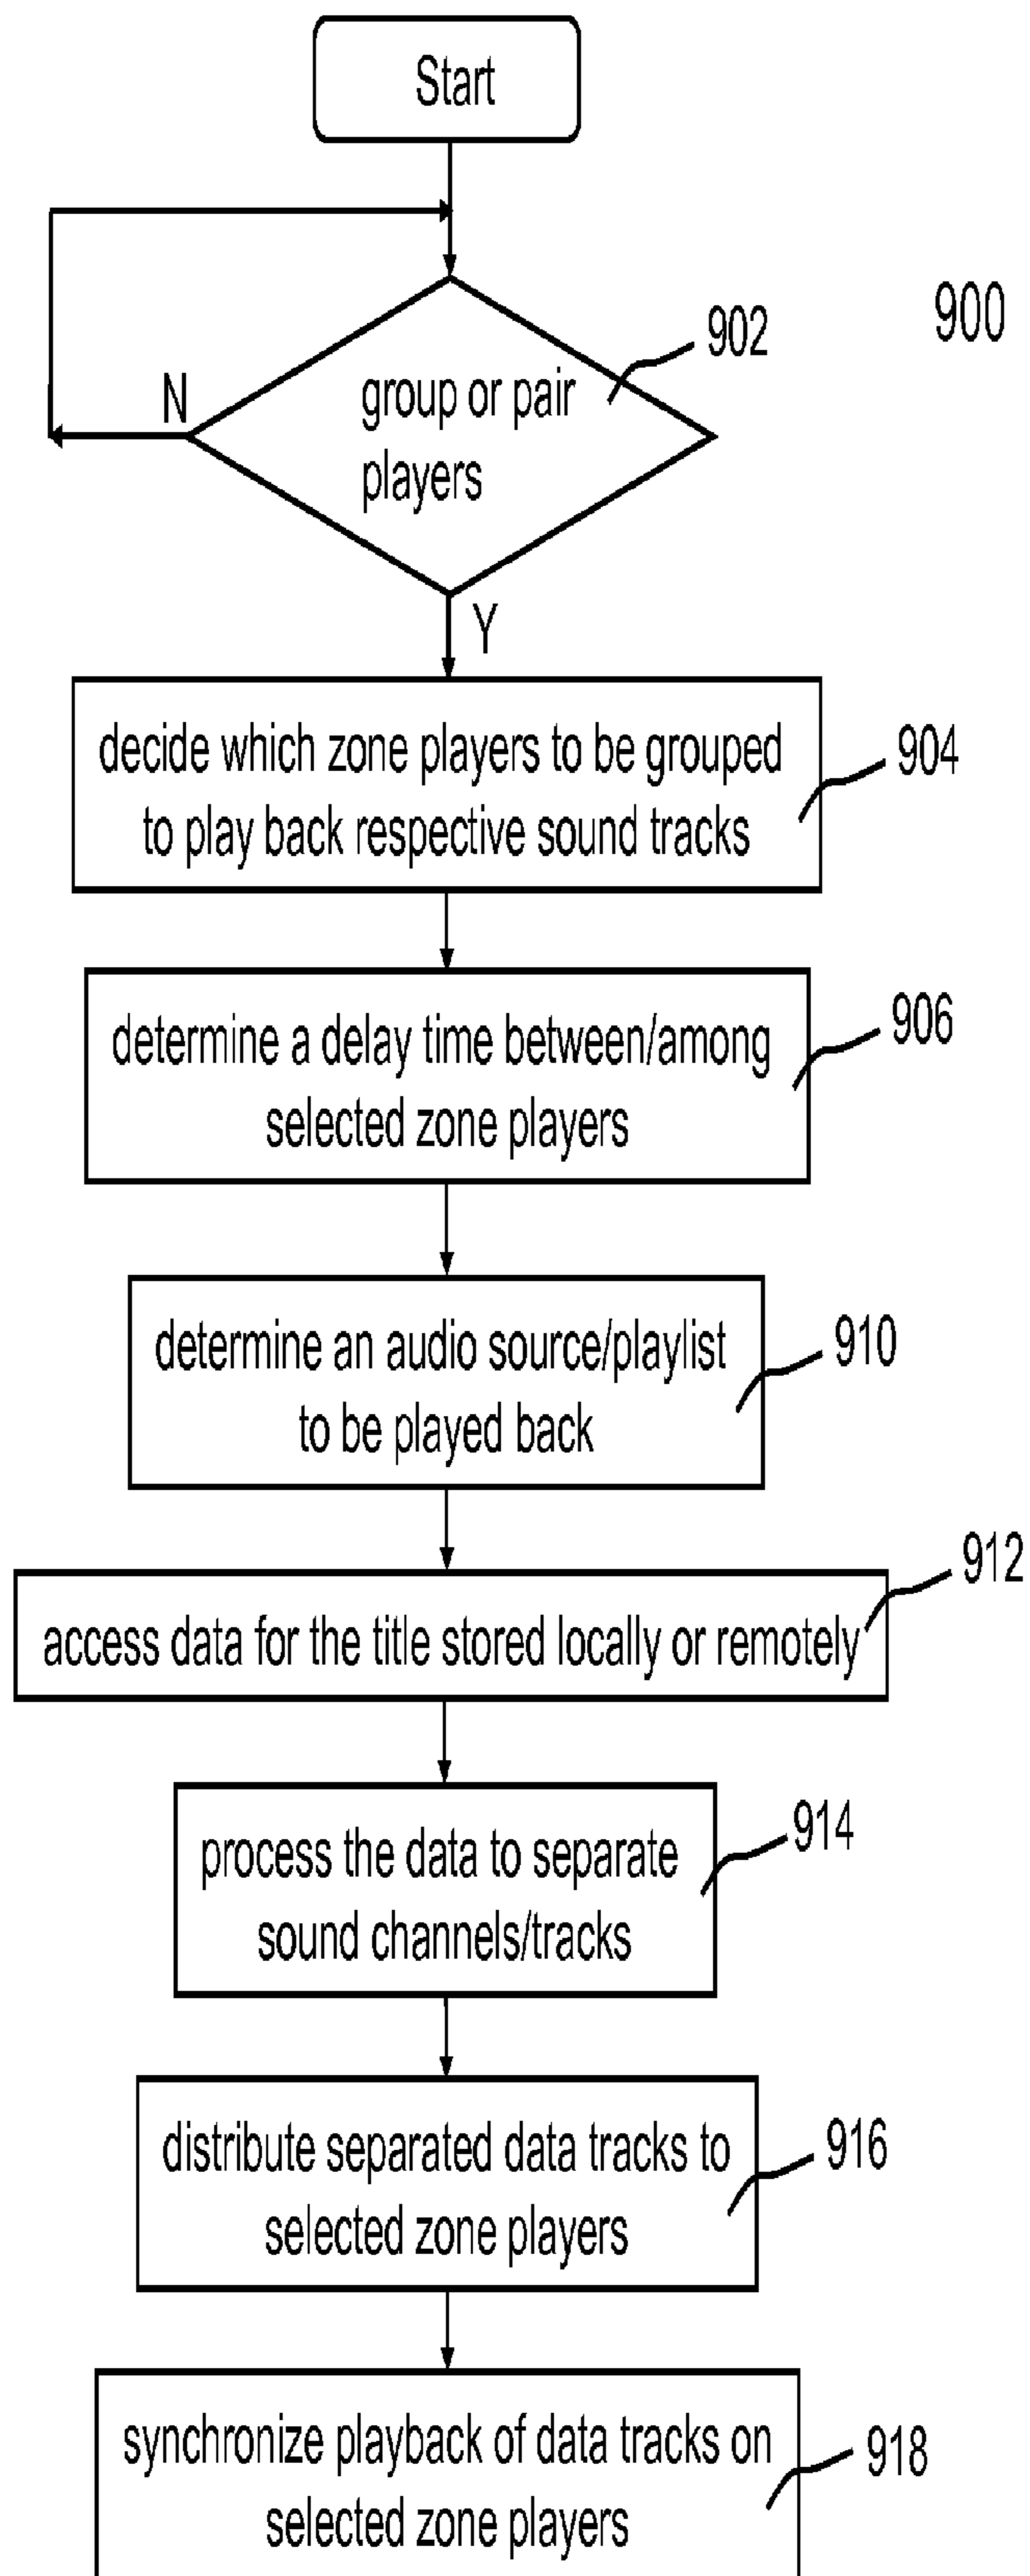 Start
902
900
N
group or pair
players
Y
decide which zone players to be grouped
to play back respective sound tracks
904
determine a delay time between/among
selected zone players
906
determine an audio source/playlist
to be played back
910
access data for the title stored locally or remotely
912
process the data to separate
sound channels/tracks
914
distribute separated data tracks to
selected zone players
916
synchronize playback of data tracks on
selected zone players
918